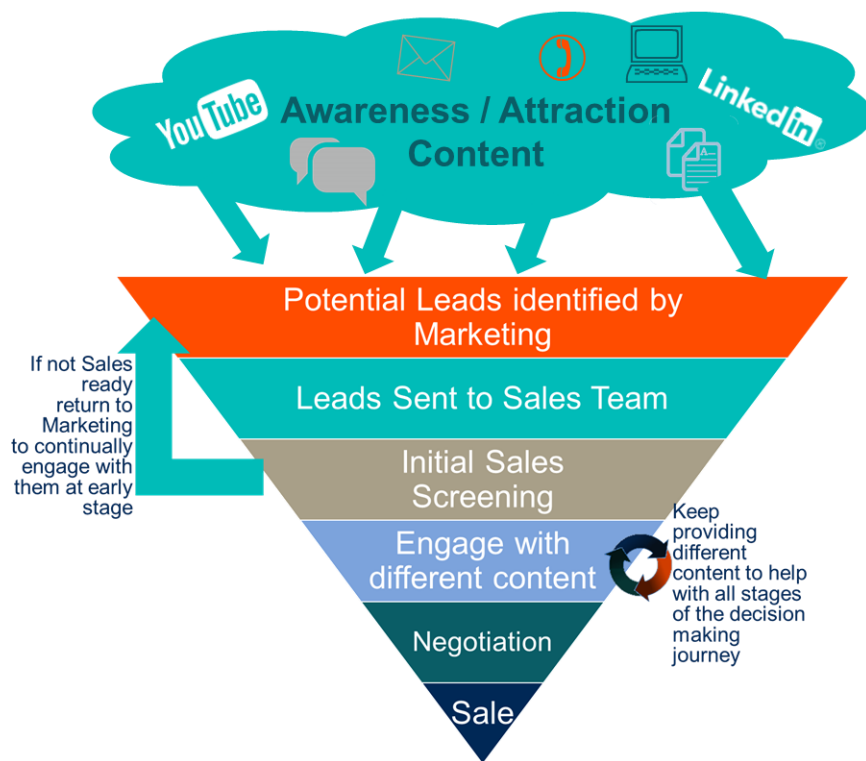 YouTube
LinkedIn®
Awareness / Attraction
Content
Potential Leads identified by
Marketing
If not Sales
ready
return to
Marketing
to continually
engage with
them at early
stage
Leads Sent to Sales Team
Initial Sales
Screening
Engage with
different content
Keep
providing
different
content to help
with all stages
of the decision
making
journey
Negotiation
Sale